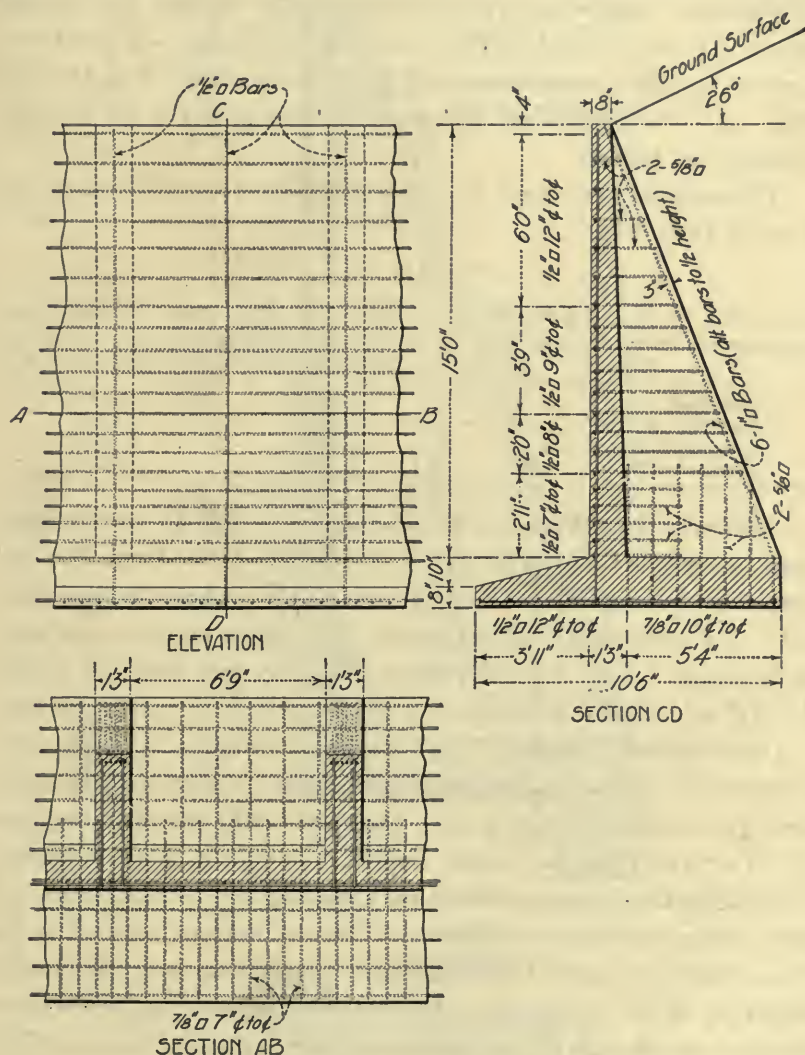 ½"□ Bars
C
A
B
D
ELEVATION
Ground Surface
26°
4"
8"
2-⅝"□
15'0"
6'0"
½"□ 12"¢to¢
3"
6-1"□ Bars (alt bars to ½ height)
3'9"
½"□ 9"¢to¢
2'0"
½"□ 8"¢
2'11"
½"□ 7"¢to¢
2-⅝"□
10"
8"
½"□ 12"¢to¢
⅞"□ 10"¢to¢
3'11"
1'3"
5'4"
10'6"
SECTION CD
1'3"
6'9"
1'3"
⅞"□ 7"¢to¢
SECTION AB